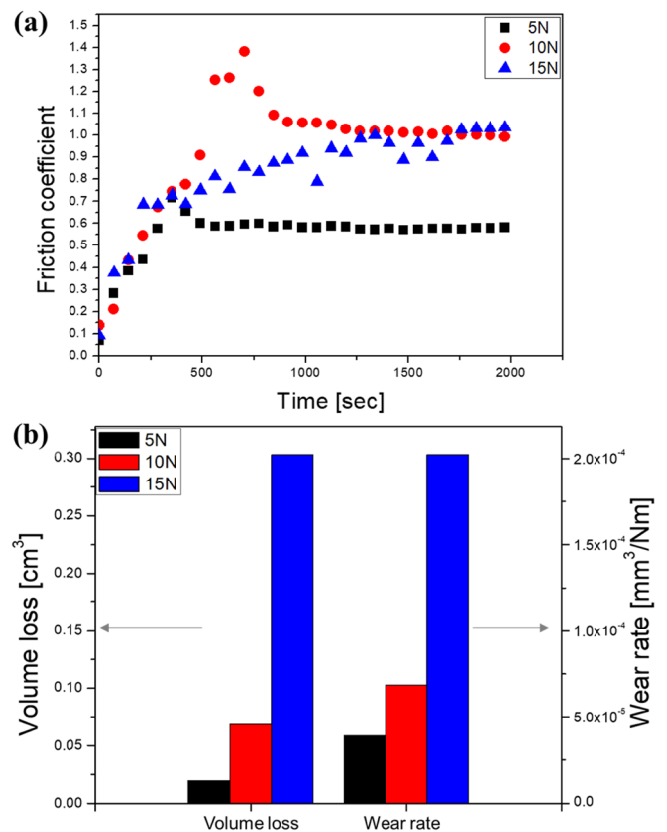 (a)
1.5
1.4
1.3
1.2
1.1
1.0
0.9
0.8
0.7
0.6
0.5
0.4
0.3
0.2
0.1
0.0
Friction coefficient
5N
10N
15N
0
500
1000
1500
2000
Time [sec]
(b)
5N
10N
15N
0.30
0.25
0.20
0.15
0.10
0.05
0.00
Volume loss [cm³]
2.0x10⁻⁴
1.5x10⁻⁴
1.0x10⁻⁴
5.0x10⁻⁵
0.0
Wear rate [mm³/Nm]
Volume loss
Wear rate